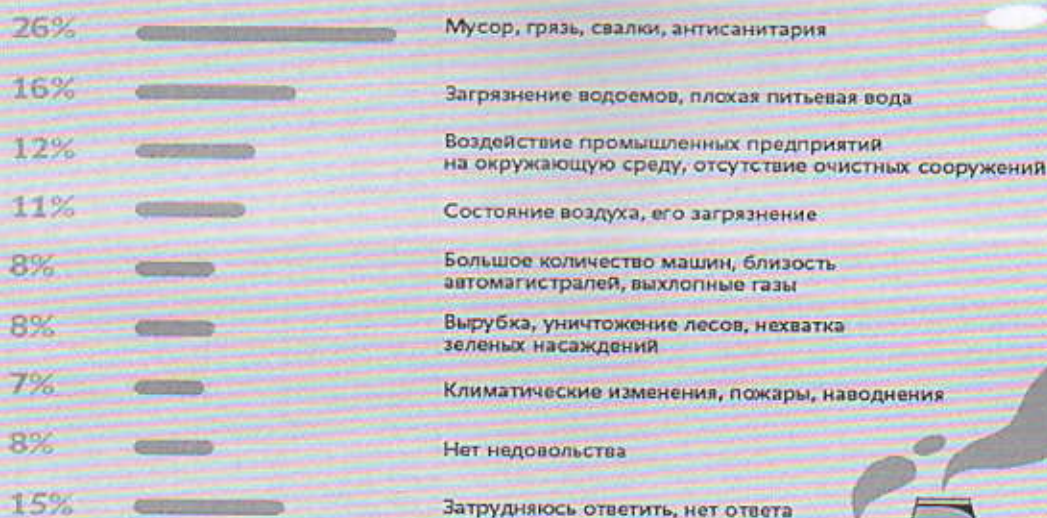 26% Мусор, грязь, свалки, антисанитария
16% Загрязнение водоемов, плохая питьевая вода
12% Воздействие промышленных предприятий
на окружающую среду, отсутствие очистных сооружений
11% Состояние воздуха, его загрязнение
8% Большое количество машин, близость
автомагистралей, выхлопные газы
8% Вырубка, уничтожение лесов, нехватка
зеленых насаждений
7% Климатические изменения, пожары, наводнения
8% Нет недовольства
15% Затрудняюсь ответить, нет ответа